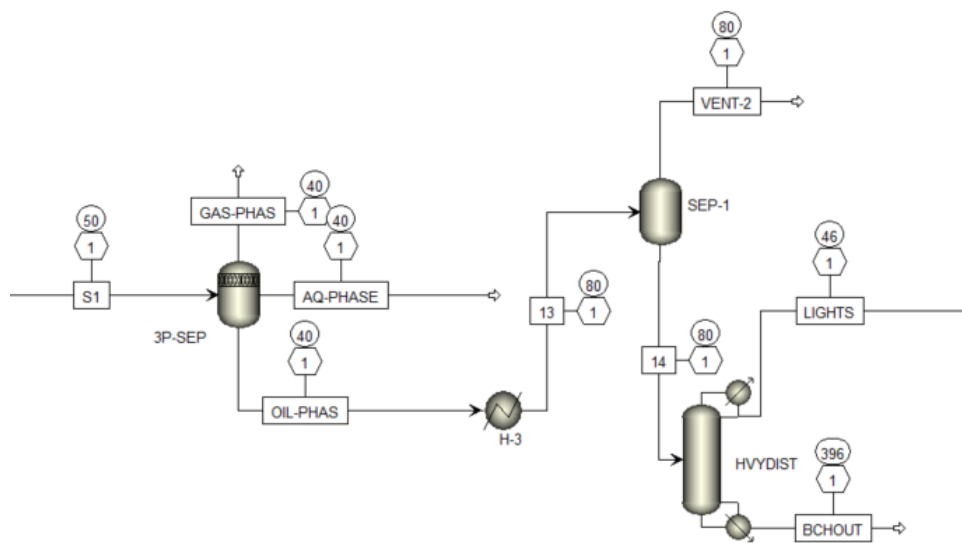 80
1
VENT-2
SEP-1
40
GAS-PHAS
1
40
50
1
1
46
1
S1
AQ-PHASE
13
80
1
LIGHTS
3P-SEP
40
1
14
80
1
OIL-PHAS
H-3
HVYDIST
396
1
BCHOUT